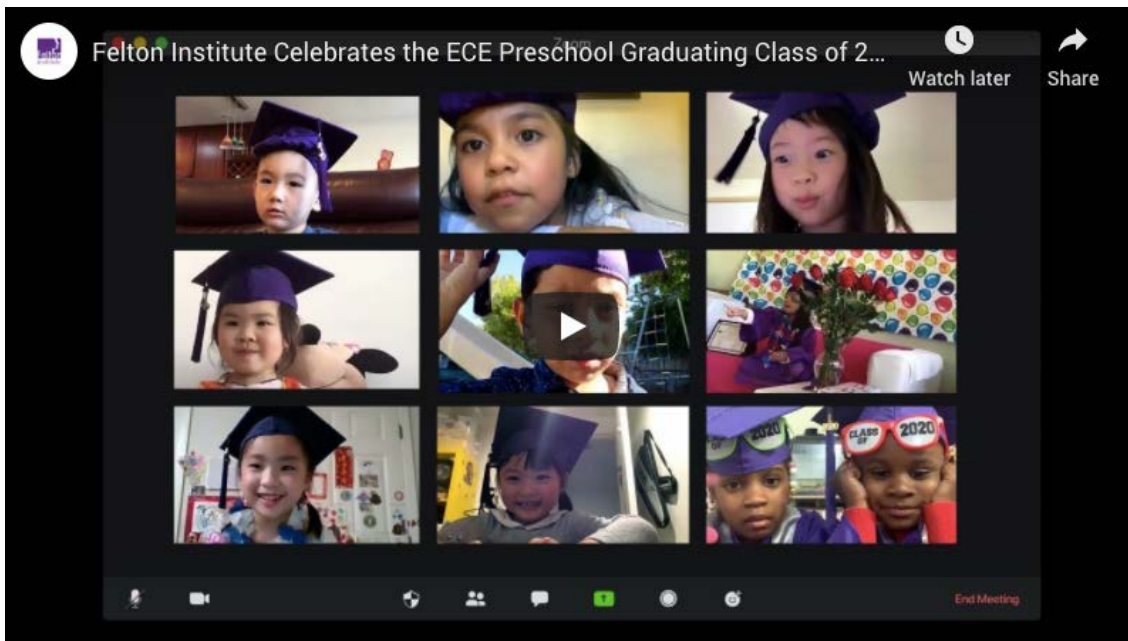 Felton Institute Celebrates the ECE Preschool Graduating Class of 2...
Zoom
Watch later
Share
2020
CLASS OF 2020
End Meeting